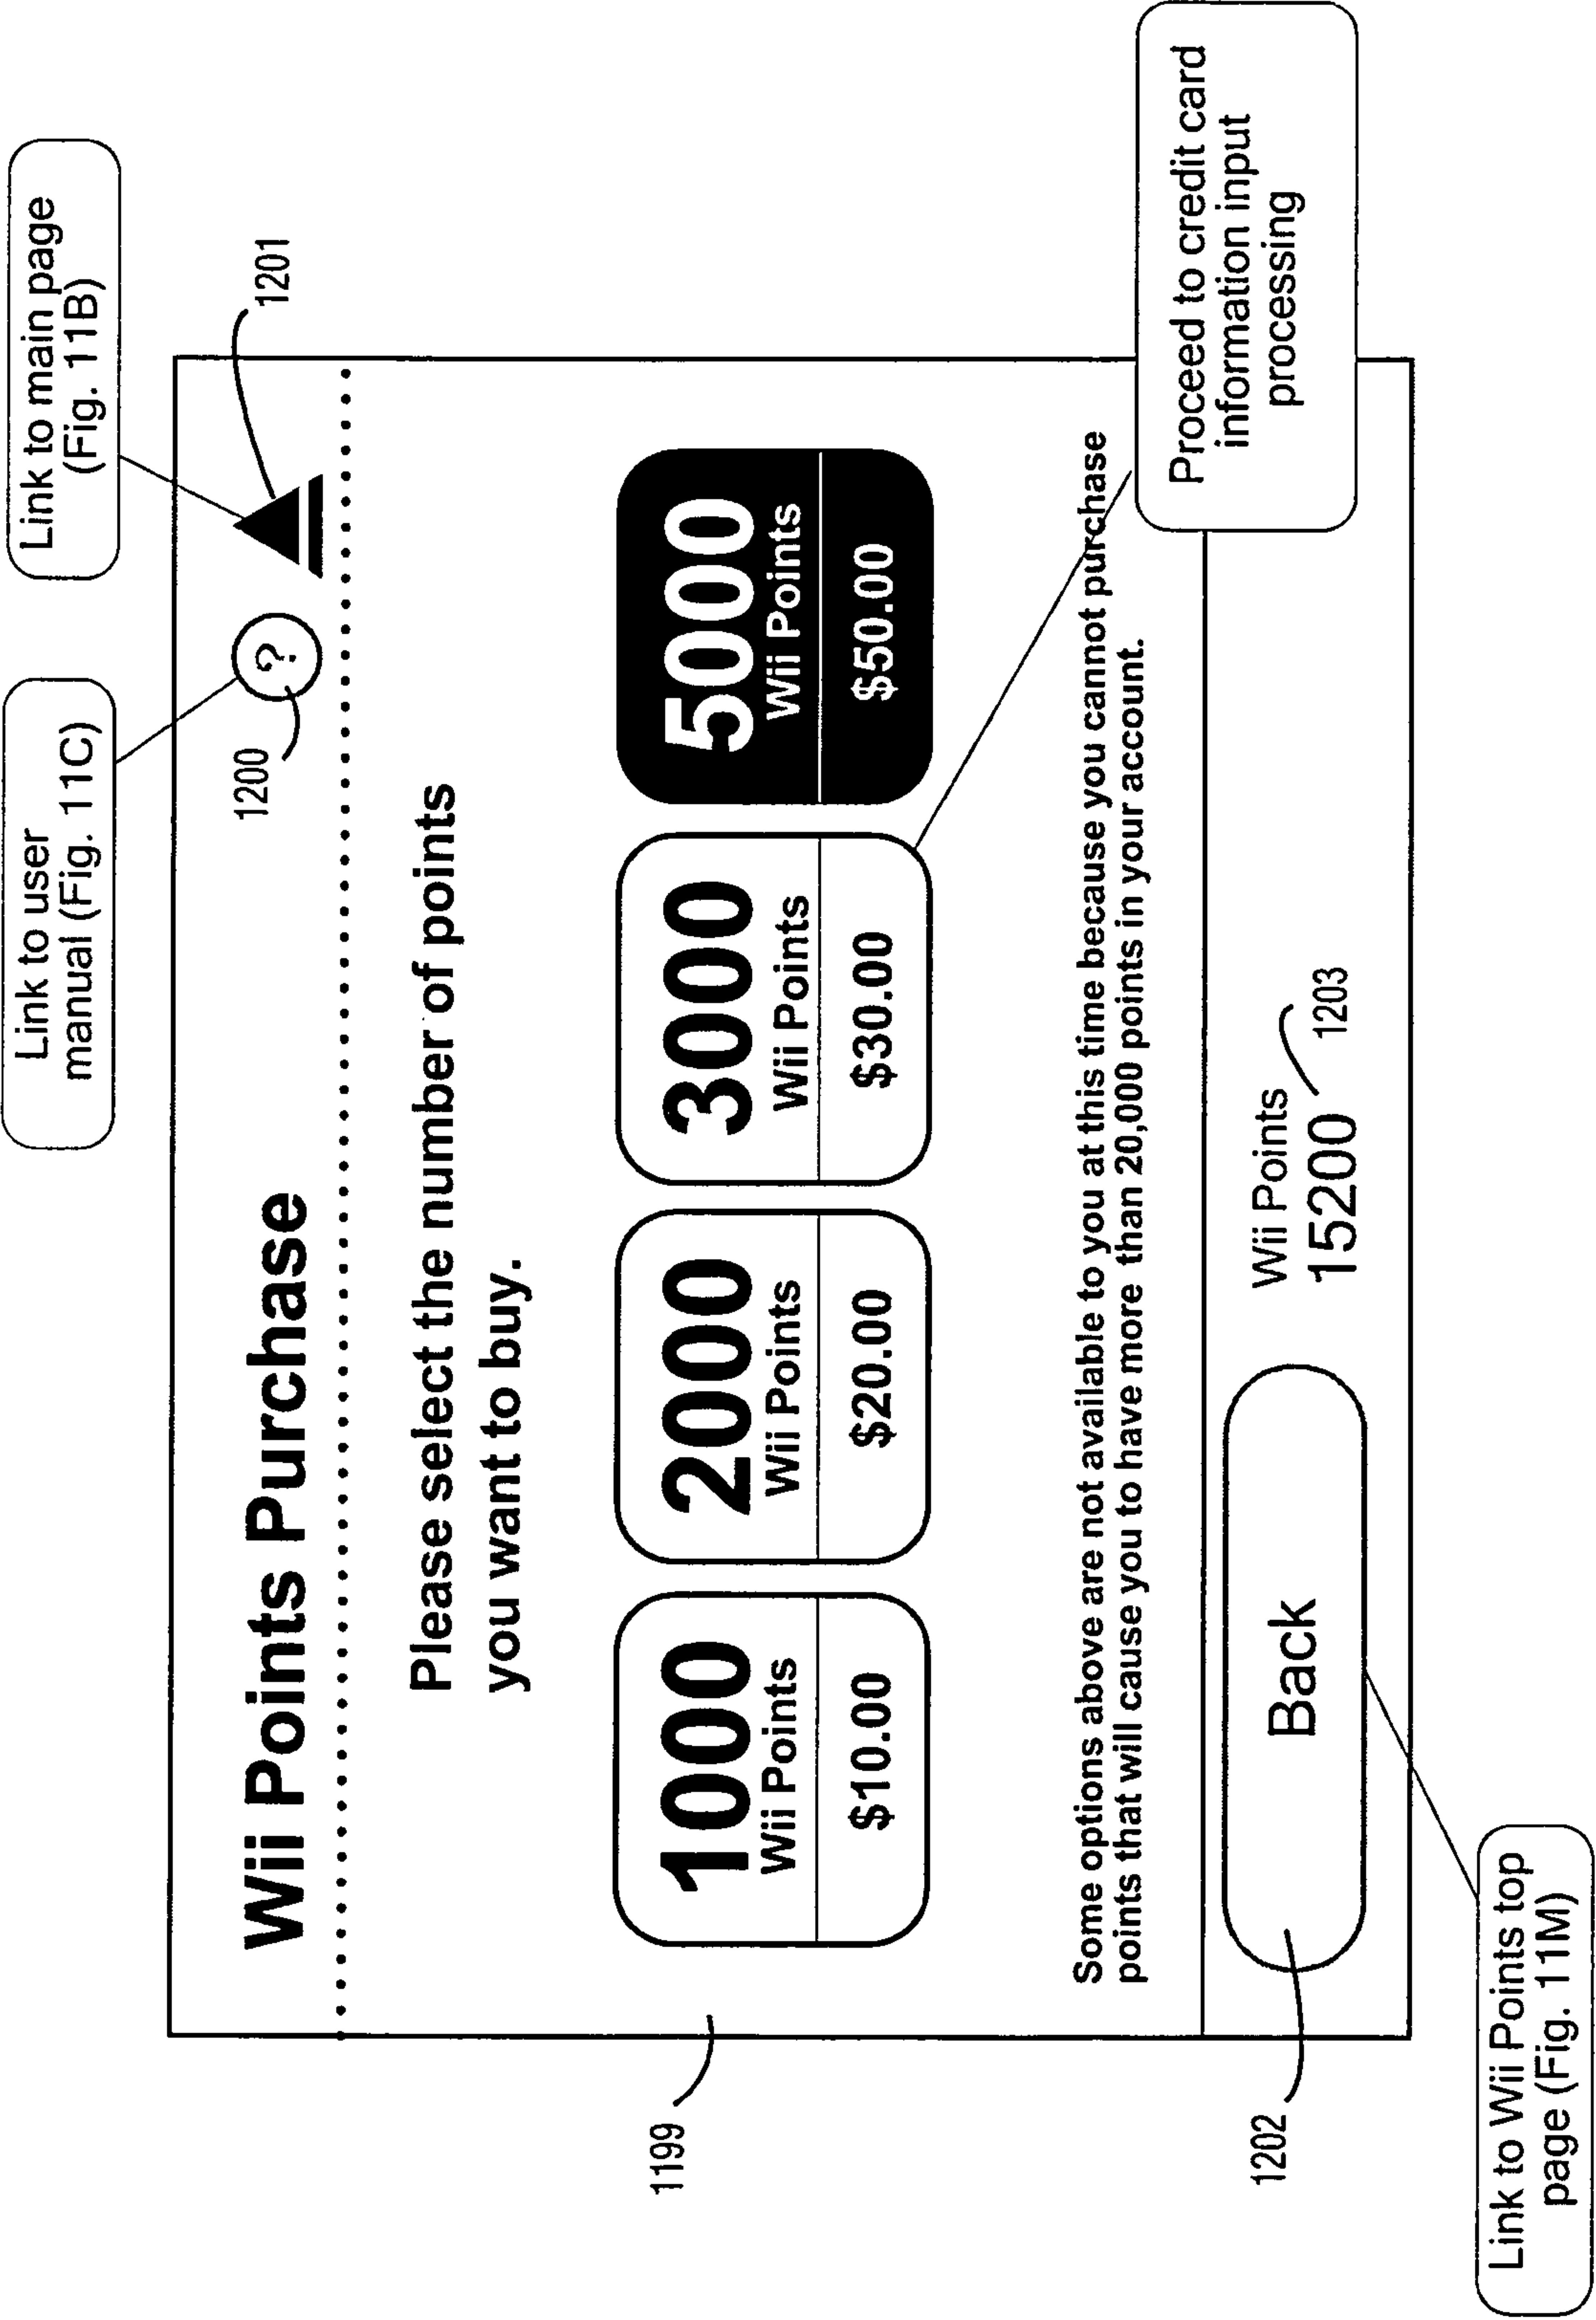 Link to user
manual (Fig. 11C)
Link to main page
(Fig. 11B)
Wii Points Purchase
1200
?
1201
Please select the number of points
you want to buy.
1199
1000
Wii Points
$10.00
2000
Wii Points
$20.00
3000
Wii Points
$30.00
5000
Wii Points
$50.00
Some options above are not available to you at this time because you cannot purchase
points that will cause you to have more than 20,000 points in your account.
Proceed to credit card
information input
processing
1202
Back
Wii Points
15200
1203
Link to Wii Points top
page (Fig. 11M)